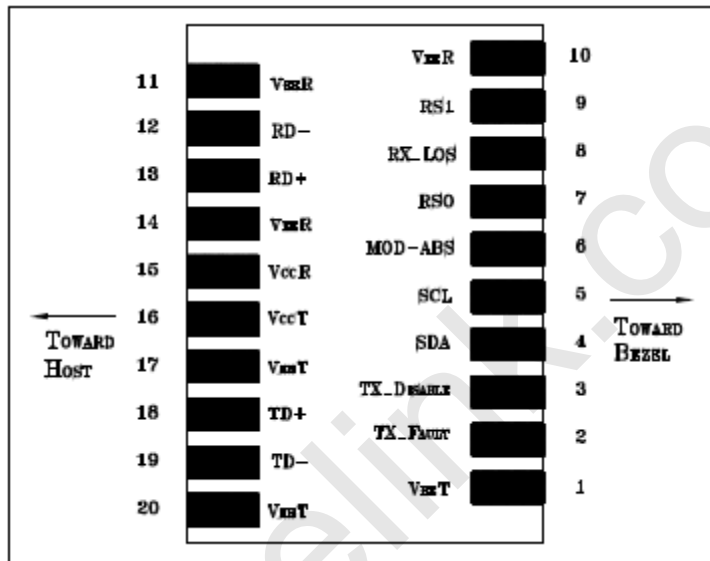 11 VEER
12 RD-
13 RD+
14 VEER
15 VCCR
16 VCCT
17 VEET
18 TD+
19 TD-
20 VEET
TOWARD
HOST
VEER 10
RS1 9
RX_LOS 8
RS0 7
MOD-ABS 6
SCL 5
SDA 4
TX_DISABLE 3
TX_FAULT 2
VEET 1
TOWARD
BEZEL
elink.co